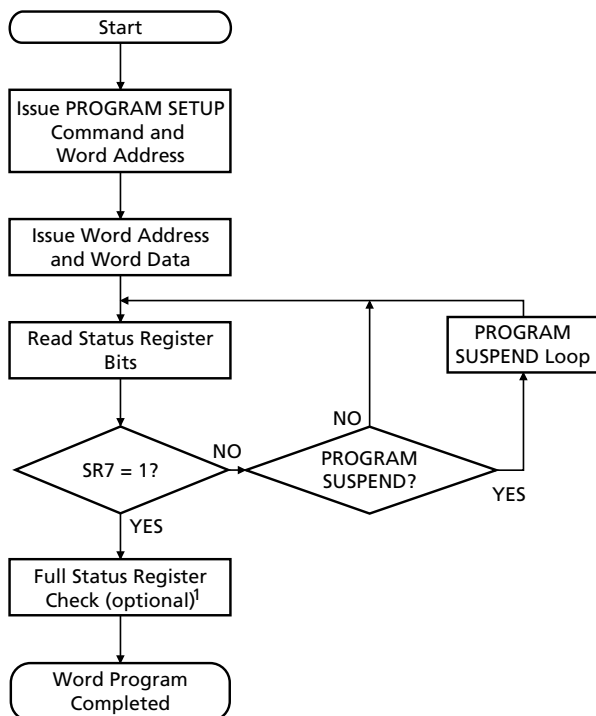 Start
Issue PROGRAM SETUP
Command and
Word Address
Issue Word Address
and Word Data
Read Status Register
Bits
PROGRAM
SUSPEND Loop
SR7 = 1?
NO
PROGRAM
SUSPEND?
NO
YES
YES
Full Status Register
Check (optional)¹
Word Program
Completed